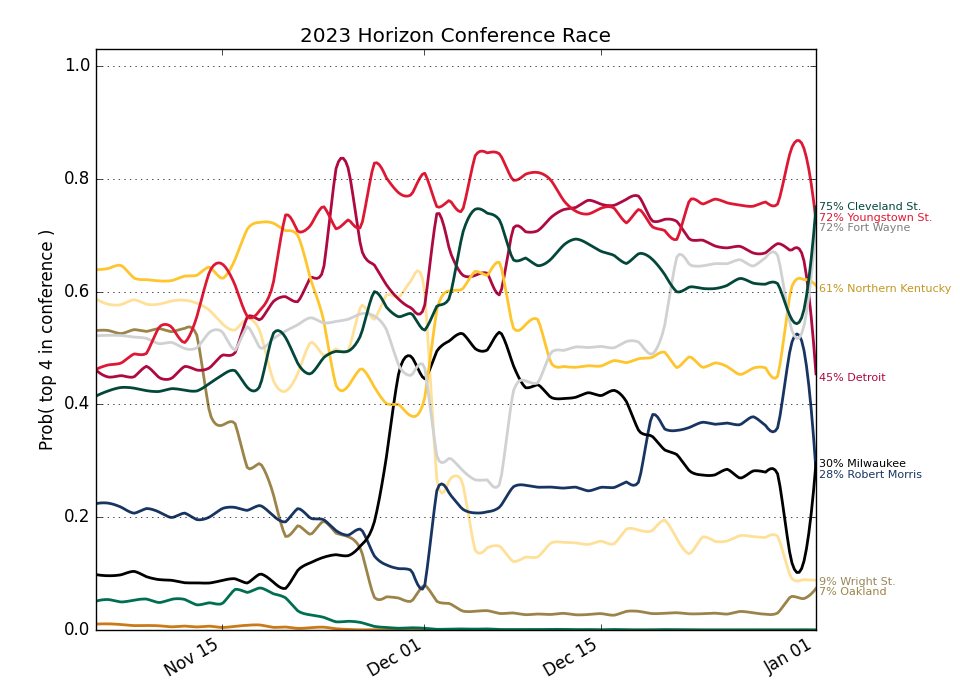 2023 Horizon Conference Race
Prob( top 4 in conference )
1.0
0.8
0.6
0.4
0.2
0.0
Nov 15
Dec 01
Dec 15
Jan 01
75% Cleveland St.
72% Youngstown St.
72% Fort Wayne
61% Northern Kentucky
45% Detroit
30% Milwaukee
28% Robert Morris
9% Wright St.
7% Oakland